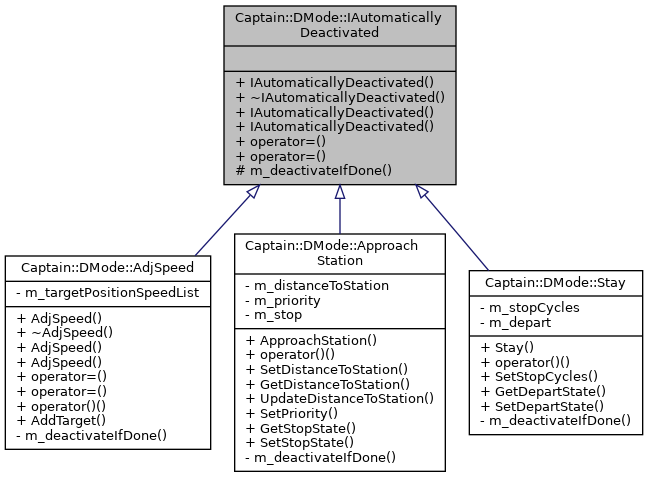 Captain::DMode::IAutomatically
Deactivated
+ IAutomaticallyDeactivated()
+ ~IAutomaticallyDeactivated()
+ IAutomaticallyDeactivated()
+ IAutomaticallyDeactivated()
+ operator=()
+ operator=()
# m_deactivateIfDone()
Captain::DMode::AdjSpeed
- m_targetPositionSpeedList
+ AdjSpeed()
+ ~AdjSpeed()
+ AdjSpeed()
+ AdjSpeed()
+ operator=()
+ operator=()
+ operator()()
+ AddTarget()
- m_deactivateIfDone()
Captain::DMode::Approach
Station
- m_distanceToStation
- m_priority
- m_stop
+ ApproachStation()
+ operator()()
+ SetDistanceToStation()
+ GetDistanceToStation()
+ UpdateDistanceToStation()
+ SetPriority()
+ GetStopState()
+ SetStopState()
- m_deactivateIfDone()
Captain::DMode::Stay
- m_stopCycles
- m_depart
+ Stay()
+ operator()()
+ SetStopCycles()
+ GetDepartState()
+ SetDepartState()
- m_deactivateIfDone()